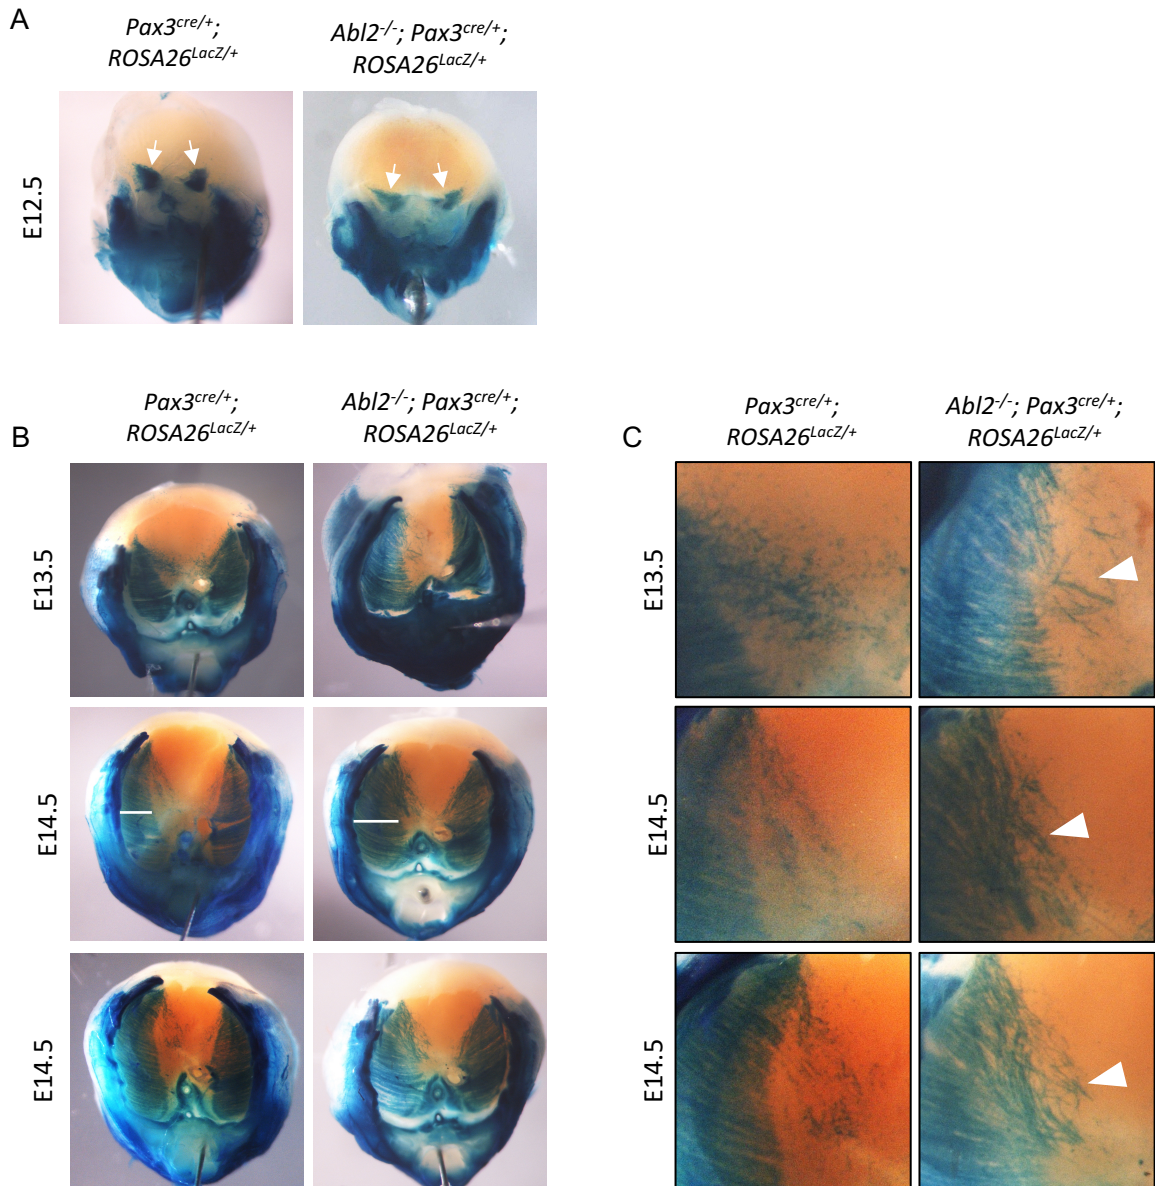 A
Pax3cre/+;
ROSA26LacZ/+
Abl2-/-; Pax3cre/+;
ROSA26LacZ/+
E12.5
B
Pax3cre/+;
ROSA26LacZ/+
Abl2-/-; Pax3cre/+;
ROSA26LacZ/+
E13.5
E14.5
E14.5
C
Pax3cre/+;
ROSA26LacZ/+
Abl2-/-; Pax3cre/+;
ROSA26LacZ/+
E13.5
E14.5
E14.5